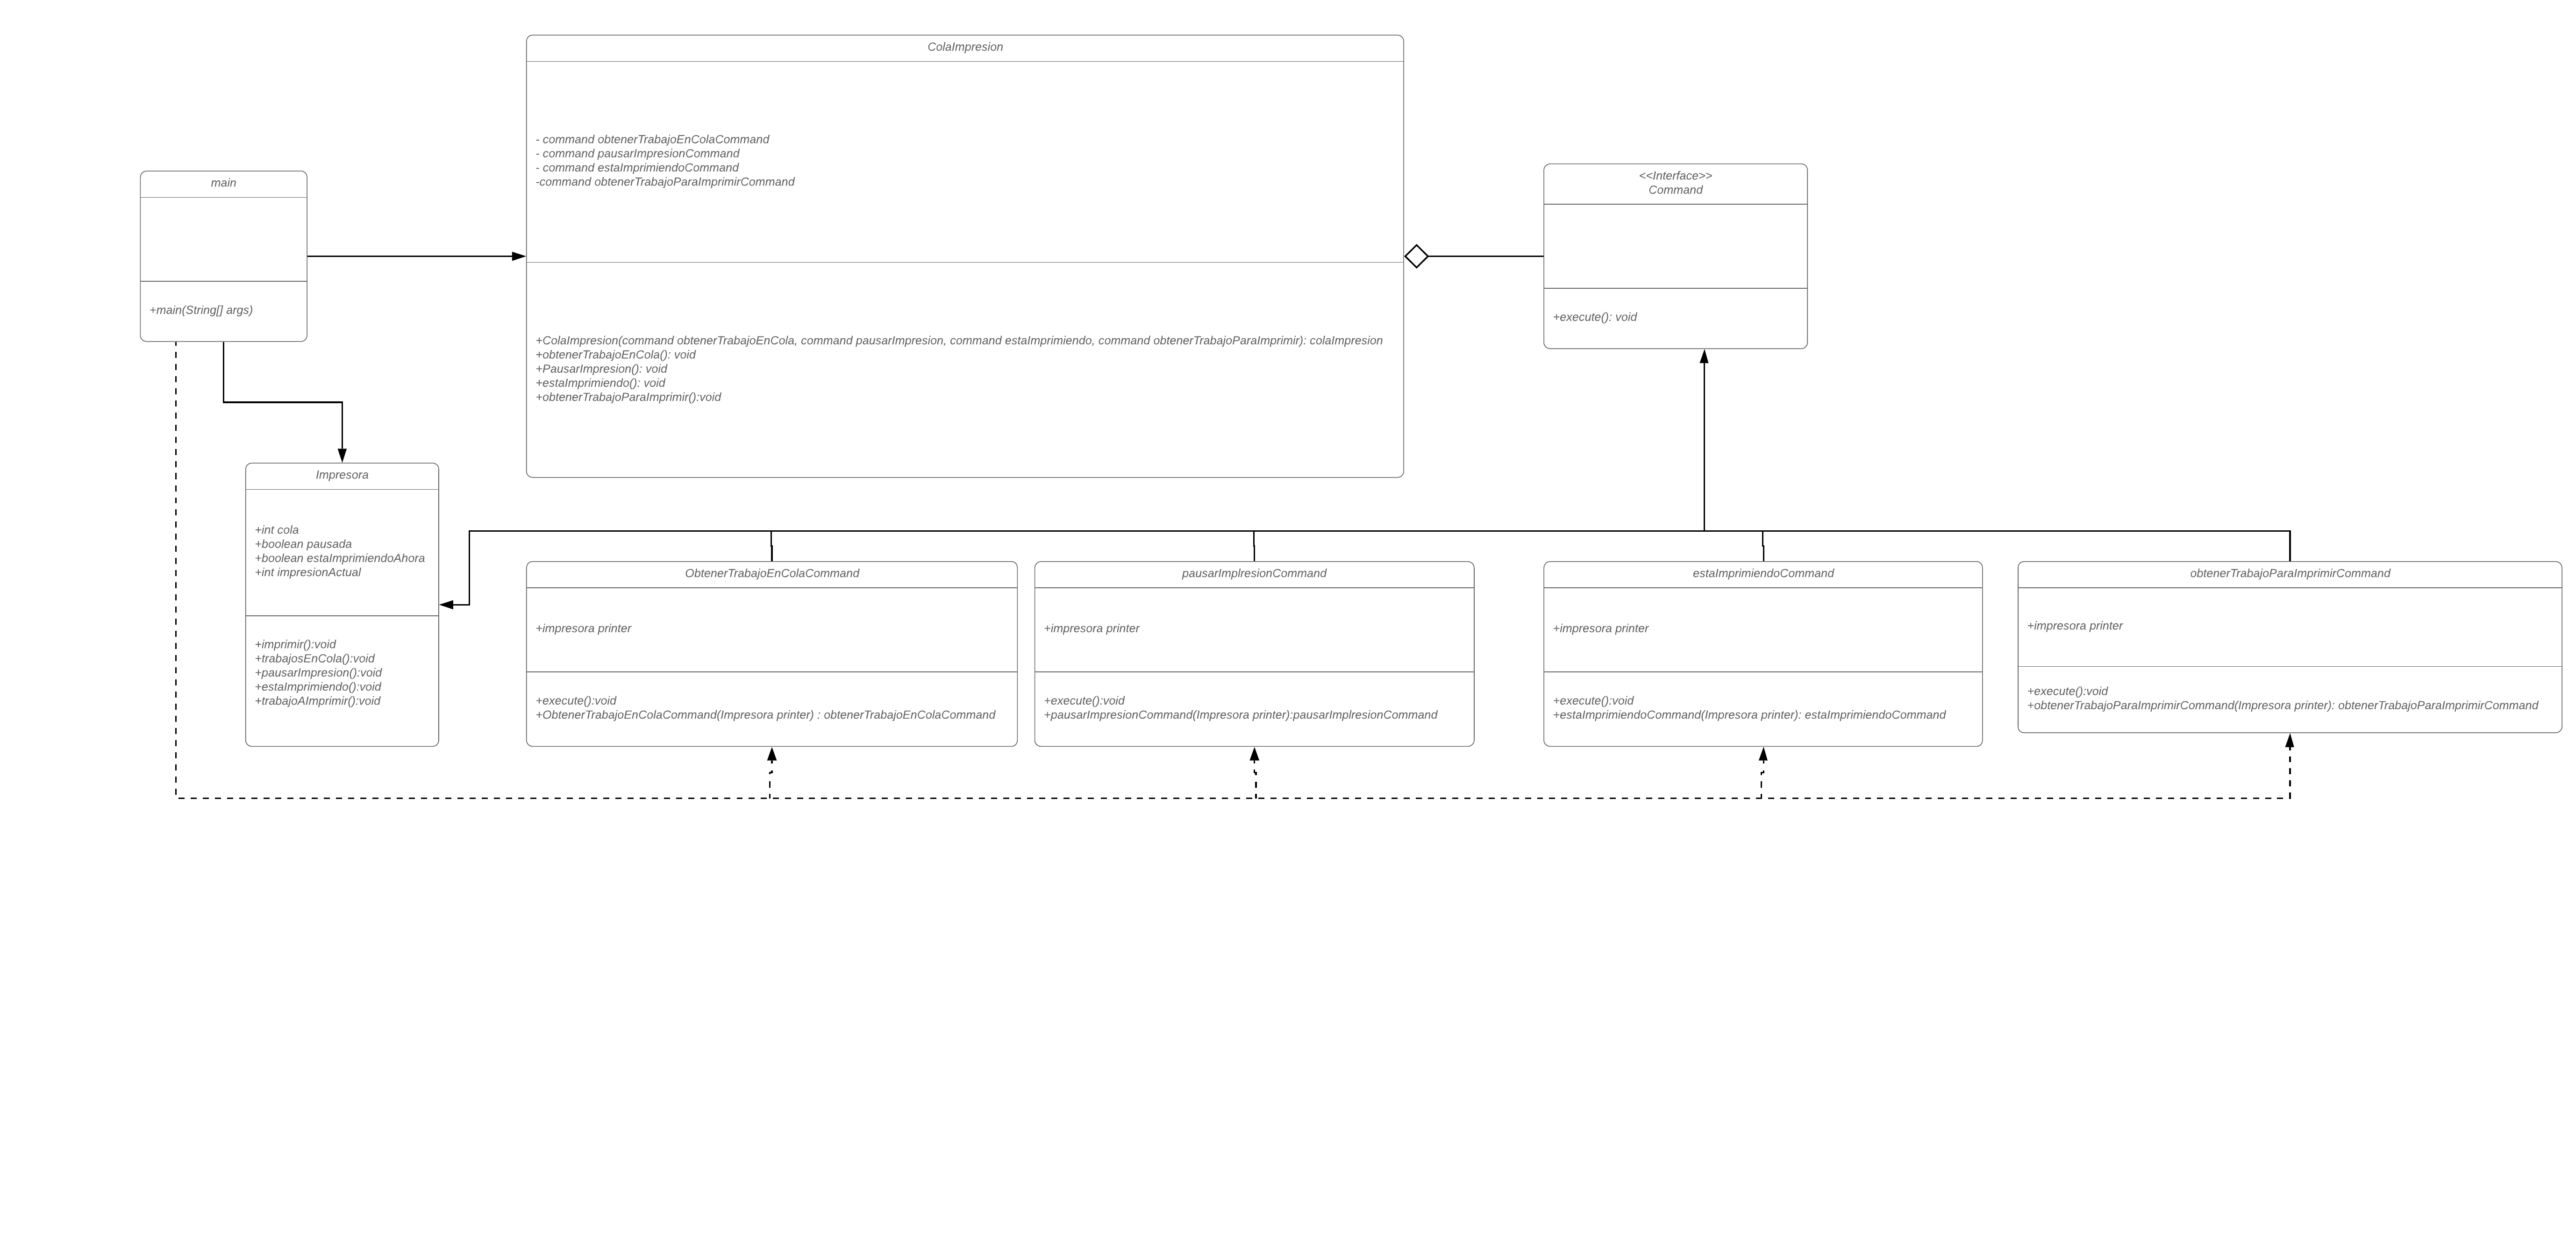 ColaImpresion
- command obtenerTrabajoEnColaCommand
- command pausarImpresionCommand
- command estaImprimiendoCommand
-command obtenerTrabajoParaImprimirCommand
+ColaImpresion(command obtenerTrabajoEnCola, command pausarImpresion, command estaImprimiendo, command obtenerTrabajoParaImprimir): colaImpresion
+obtenerTrabajoEnCola(): void
+PausarImpresion(): void
+estaImprimiendo(): void
+obtenerTrabajoParaImprimir():void
main
+main(String[] args)
<<Interface>>
Command
+execute(): void
Impresora
+int cola
+boolean pausada
+boolean estaImprimiendoAhora
+int impresionActual
+imprimir():void
+trabajosEnCola():void
+pausarImpresion():void
+estaImprimiendo():void
+trabajoAImprimir():void
ObtenerTrabajoEnColaCommand
+impresora printer
+execute():void
+ObtenerTrabajoEnColaCommand(Impresora printer) : obtenerTrabajoEnColaCommand
pausarImplresionCommand
+impresora printer
+execute():void
+pausarImpresionCommand(Impresora printer):pausarImplresionCommand
estaImprimiendoCommand
+impresora printer
+execute():void
+estaImprimiendoCommand(Impresora printer): estaImprimiendoCommand
obtenerTrabajoParaImprimirCommand
+impresora printer
+execute():void
+obtenerTrabajoParaImprimirCommand(Impresora printer): obtenerTrabajoParaImprimirCommand